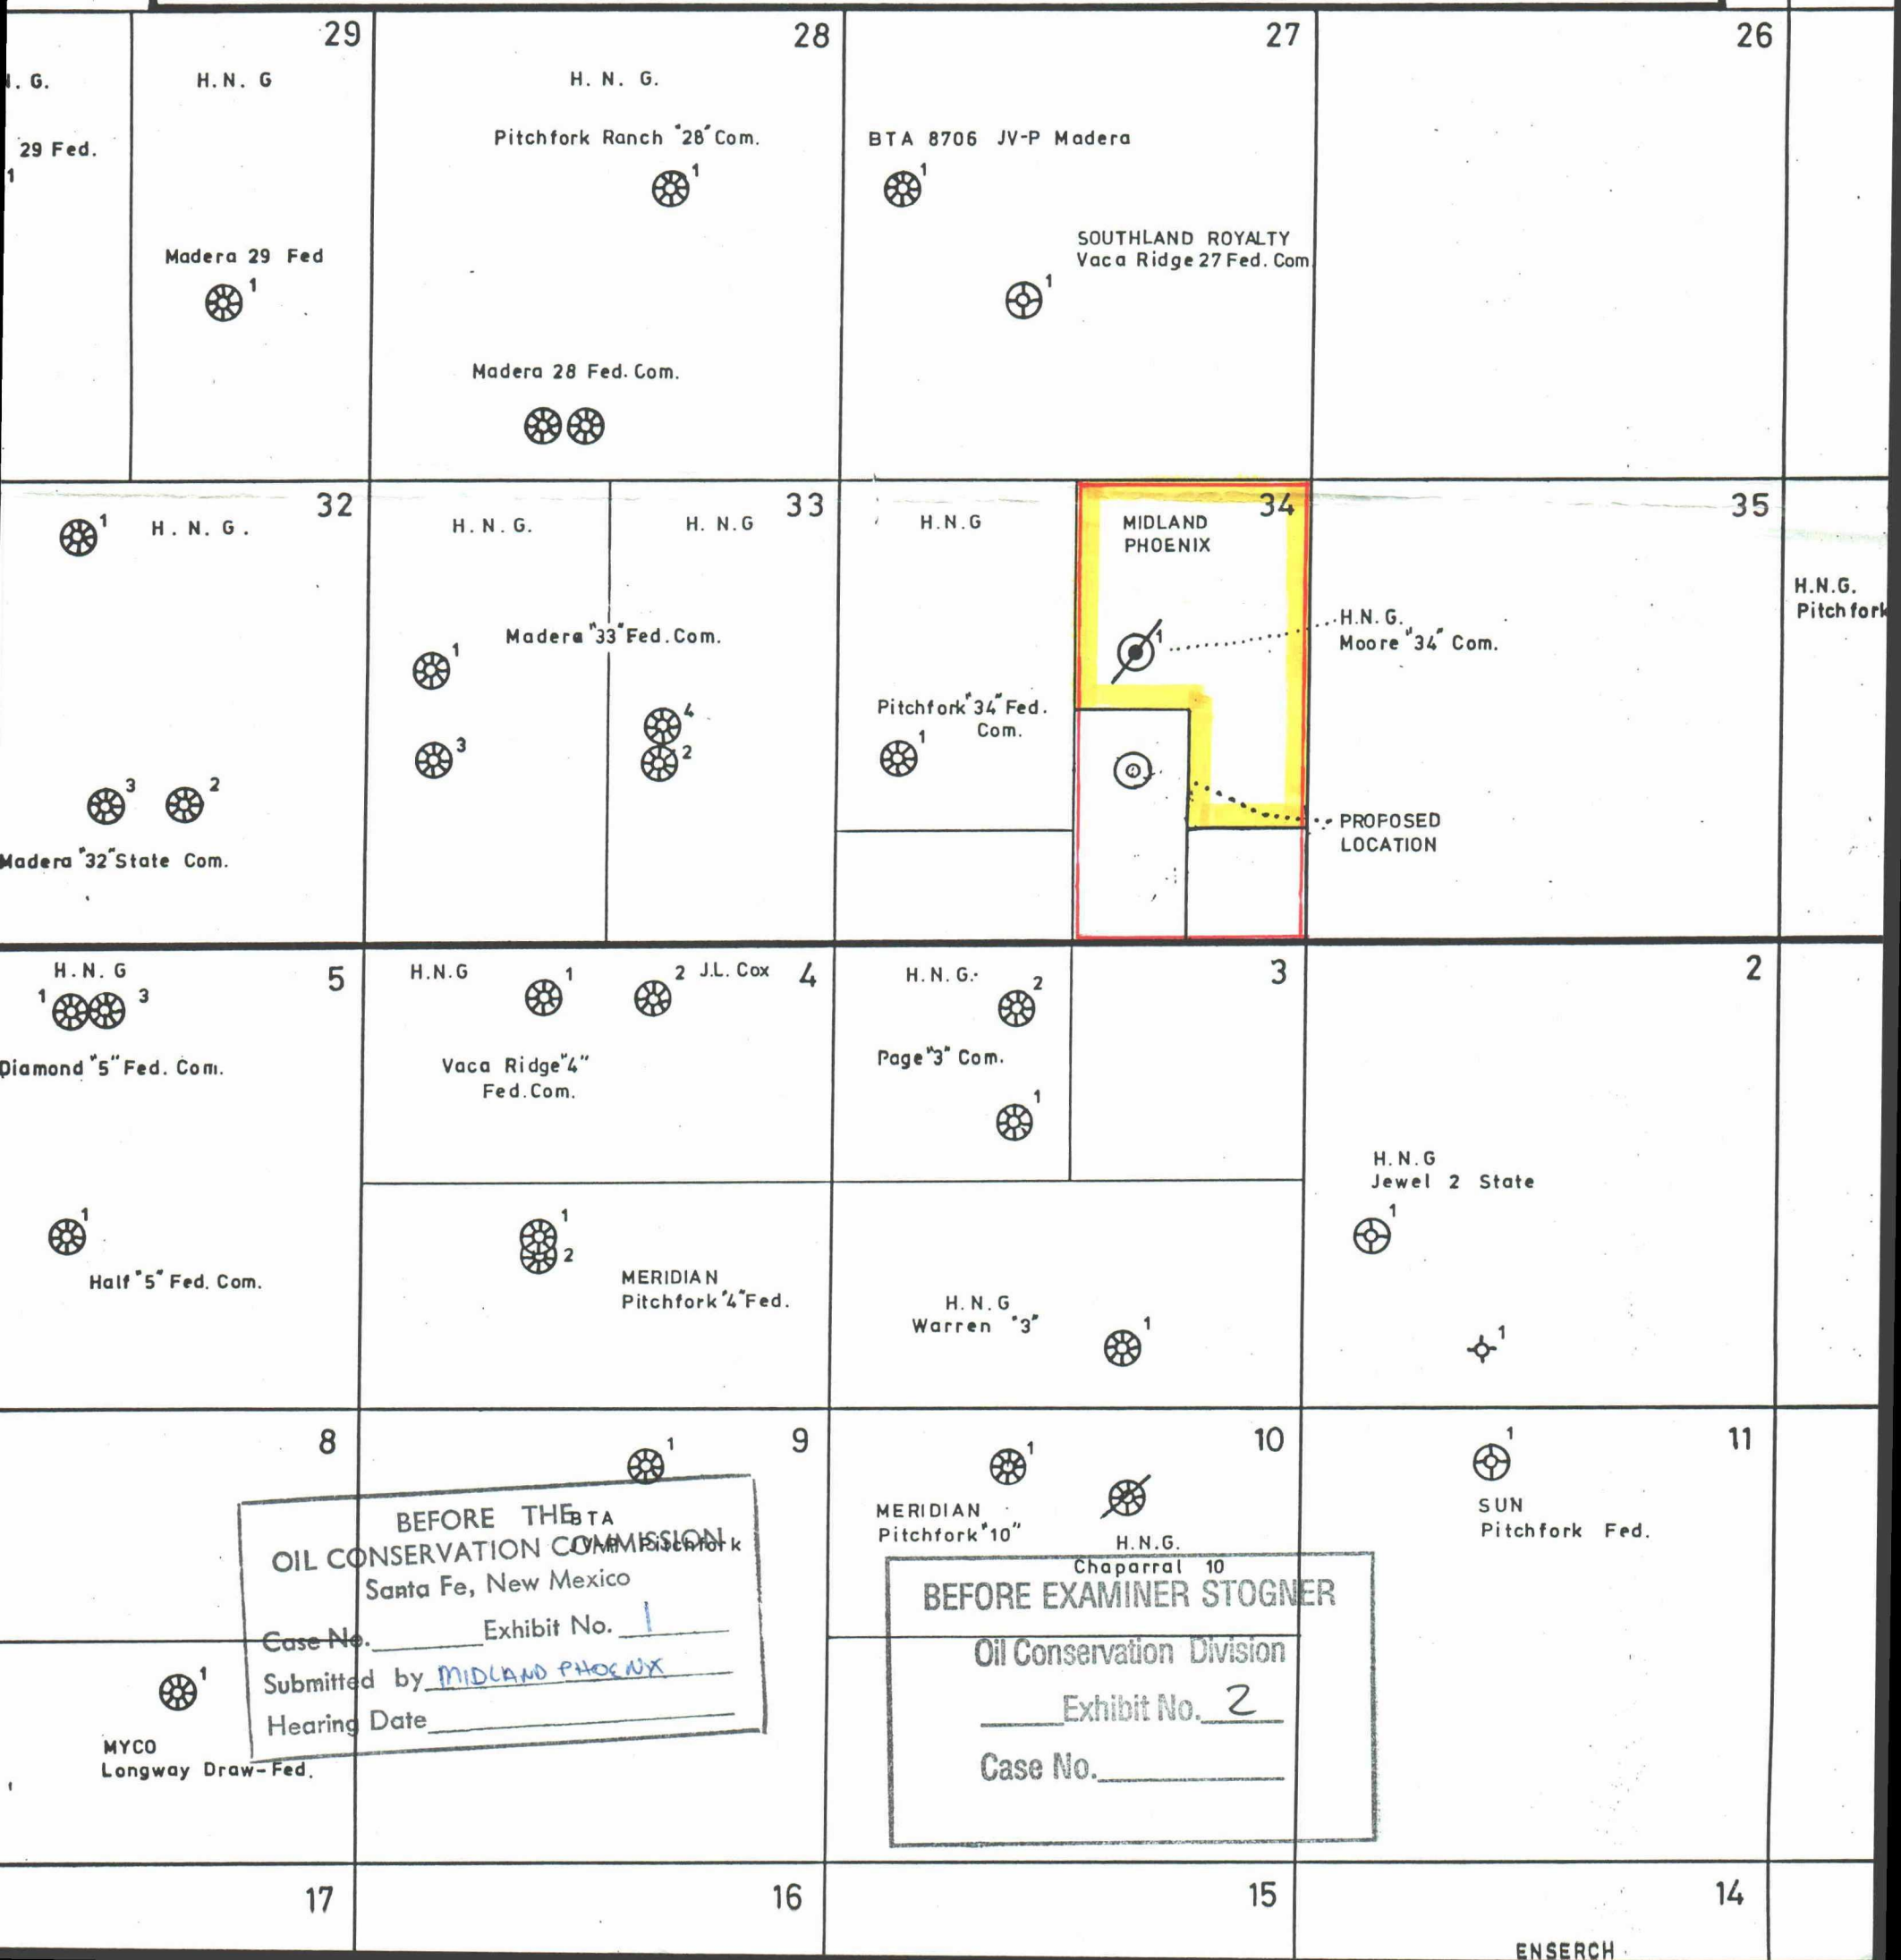 29
28
27
26
N. G.
H.N. G
H. N. G.
29 Fed.
1
Pitchfork Ranch "28" Com.
1
BTA 8706 JV-P Madera
1
SOUTHLAND ROYALTY
Vaca Ridge 27 Fed. Com
1
Madera 29 Fed
1
Madera 28 Fed. Com.
32
33
34
35
1
H. N. G.
H. N. G.
H. N.G
H.N.G
MIDLAND
PHOENIX
H.N.G.
Pitchfork
H.N.G.
Moore "34" Com.
1
Madera "33" Fed. Com.
1
3
4
2
Pitchfork "34" Fed.
Com.
1
PROPOSED
LOCATION
3
2
Madera "32" State Com.
5
4
3
2
H. N. G
1
3
Diamond "5" Fed. Com.
H.N.G
1
2 J.L. Cox
Vaca Ridge "4"
Fed. Com.
H. N.G.
2
Page "3" Com.
1
H.N.G
Jewel 2 State
1
1
1
Half "5" Fed. Com.
1
2
MERIDIAN
Pitchfork "4" Fed.
H.N.G
Warren "3"
1
8
9
10
11
1
1
1
BTA
Pitchfork
MERIDIAN
Pitchfork "10"
H.N.G.
Chaparral 10
SUN
Pitchfork Fed.
BEFORE THE
OIL CONSERVATION COMMISSION
Santa Fe, New Mexico
Case No. Exhibit No. 1
Submitted by MIDLAND PHOENIX
Hearing Date
BEFORE EXAMINER STOGNER
Oil Conservation Division
Exhibit No. 2
Case No.
1
MYCO
Longway Draw-Fed.
17
16
15
14
ENSERCH